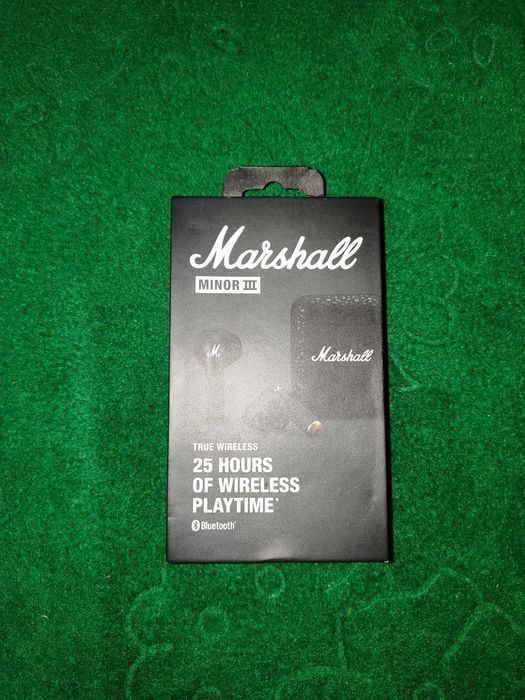 Marshall
MINOR III
M
Marshall
TRUE WIRELESS
25 HOURS
OF WIRELESS
PLAYTIME*
Bluetooth®